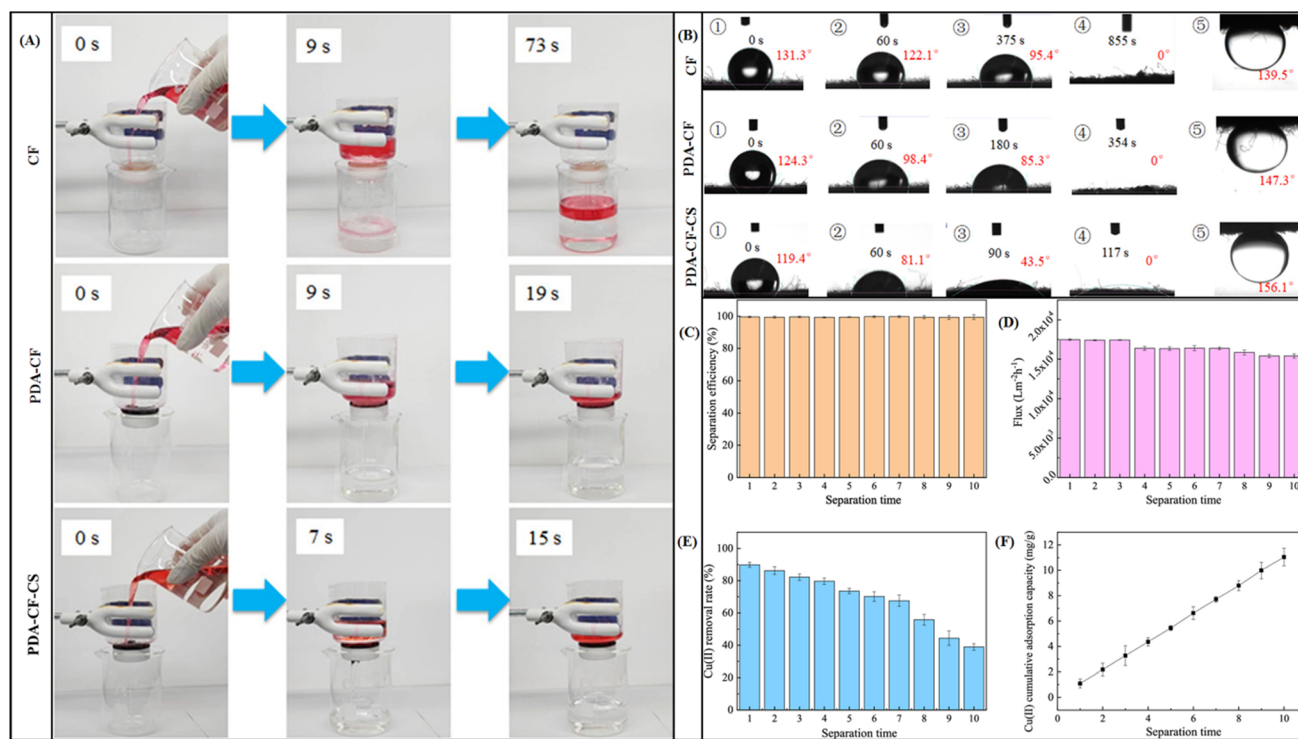 (A)
CF
0 s
9 s
73 s
PDA-CF
0 s
9 s
19 s
PDA-CF-CS
0 s
7 s
15 s
(B)
CF
① 0 s 131.3°
② 60 s 122.1°
③ 375 s 95.4°
④ 855 s 0°
⑤ 139.5°
PDA-CF
① 0 s 124.3°
② 60 s 98.4°
③ 180 s 85.3°
④ 354 s 0°
⑤ 147.3°
PDA-CF-CS
① 0 s 119.4°
② 60 s 81.1°
③ 90 s 43.5°
④ 117 s 0°
⑤ 156.1°
(C)
Separation efficiency (%)
100
80
60
40
20
0
1 2 3 4 5 6 7 8 9 10
Separation time
(D)
Flux (Lm⁻²h⁻¹)
2.0x10⁴
1.5x10⁴
1.0x10⁴
5.0x10³
0.0
1 2 3 4 5 6 7 8 9 10
Separation time
(E)
Cu(II) removal rate (%)
100
80
60
40
20
0
1 2 3 4 5 6 7 8 9 10
Separation time
(F)
Cu(II) cumulative adsorption capacity (mg/g)
12
10
8
6
4
2
0
0 2 4 6 8 10
Separation time